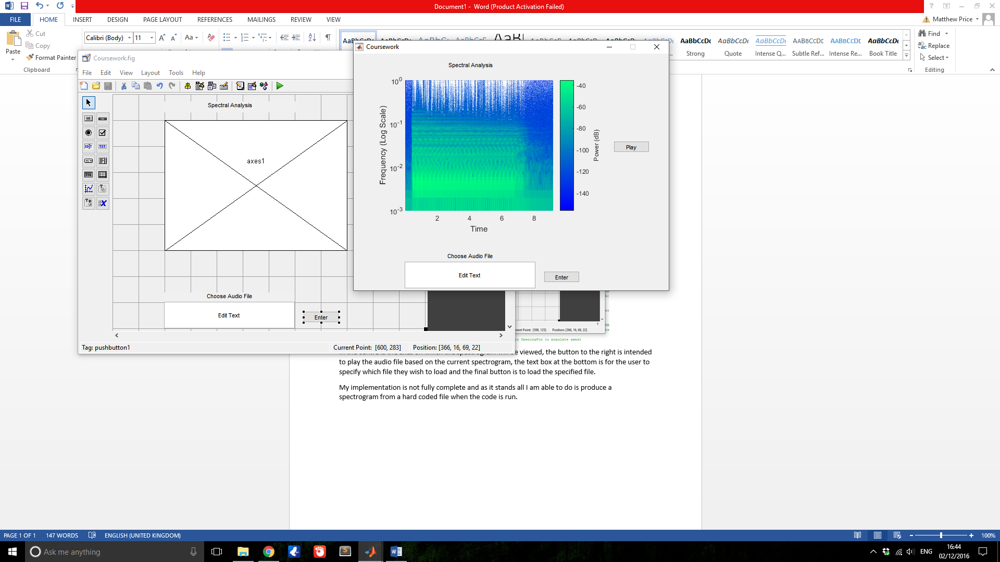 Document1 - Word (Product Activation Failed)
FILE
HOME
INSERT
DESIGN
PAGE LAYOUT
REFERENCES
MAILINGS
REVIEW
VIEW
Matthew Price
Paste
Cut
Copy
Format Painter
Clipboard
Calibri (Body)
11
Aa
Strong
Quote
Intense Q...
Subtle Ref...
Intense Re...
Book Title
Find
Replace
Select
Editing
Coursework.fig
File Edit View Layout Tools Help
Spectral Analysis
axes1
Choose Audio File
Edit Text
Enter
Tag: pushbutton1
Current Point: [600, 283]
Position: [366, 16, 69, 22]
Coursework
Spectral Analysis
10^0
10^-1
10^-2
10^-3
Frequency (Log Scale)
2 4 6 8
Time
-40
-60
-80
-100
-120
-140
Power (dB)
Play
Choose Audio File
Edit Text
Enter
Current Point: [598, 125] Position: [366, 16, 69, 22]
in OpeningFcn to populate axes1
viewed, the button to the right is intended
to play the audio file based on the current spectrogram, the text box at the bottom is for the user to
specify which file they wish to load and the final button is to load the specified file.
My implementation is not fully complete and as it stands all I am able to do is produce a
spectrogram from a hard coded file when the code is run.
PAGE 1 OF 1
147 WORDS
ENGLISH (UNITED KINGDOM)
100%
Ask me anything
ENG
16:44
02/12/2016